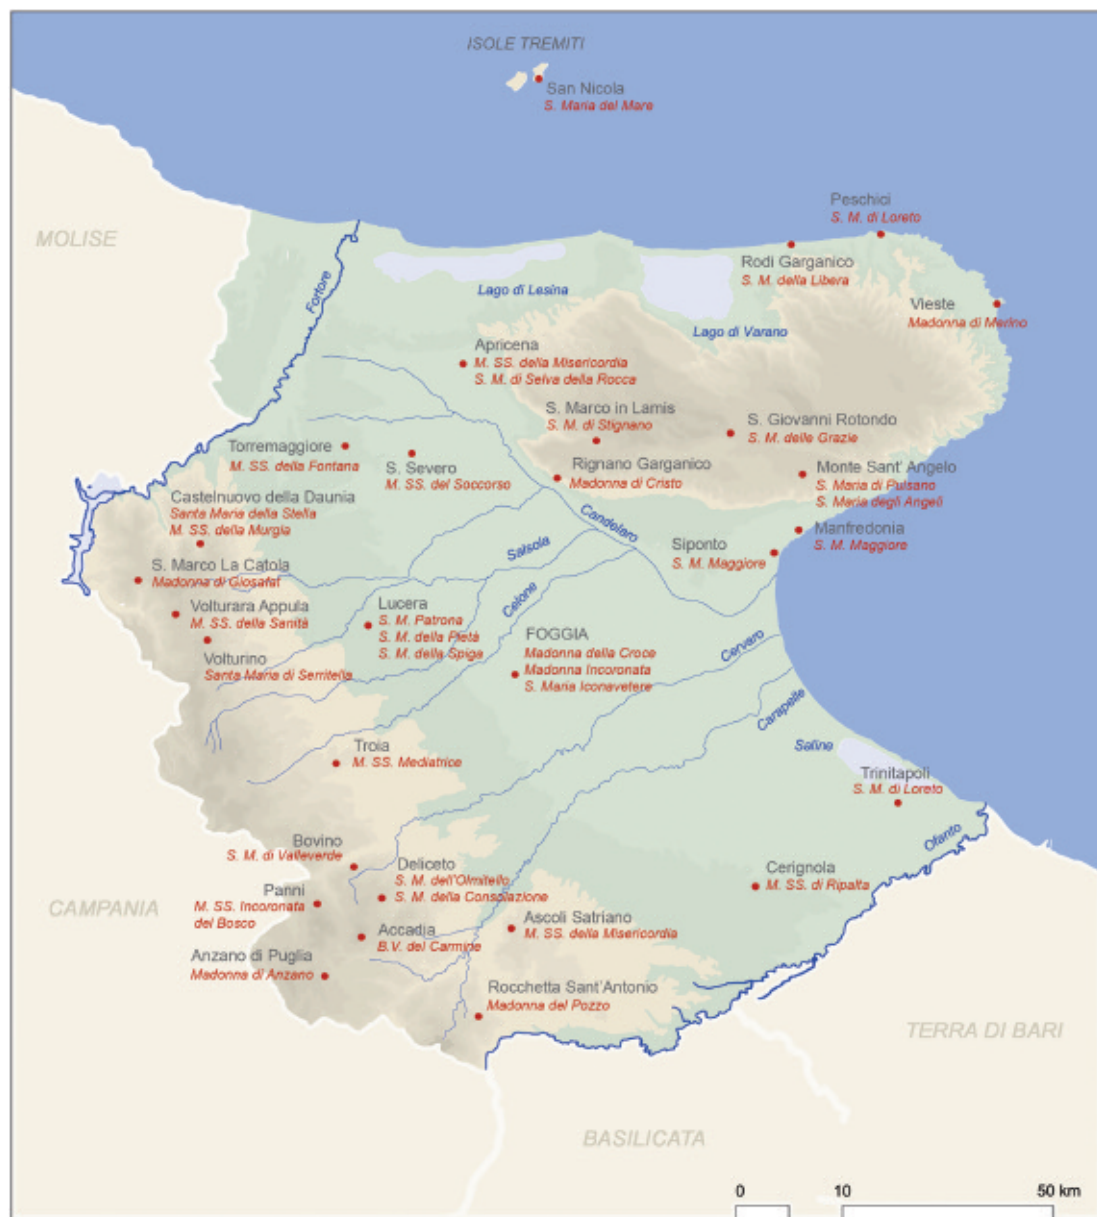 ISOLE TREMITI
San Nicola
S. Maria del Mare
MOLISE
Peschici
S. M. di Loreto
Rodi Garganico
S. M. della Libera
Vieste
Madonna di Merino
Fortore
Lago di Lesina
Lago di Varano
Apricena
M. SS. della Misericordia
S. M. di Selva della Rocca
S. Marco in Lamis
S. M. di Stignano
S. Giovanni Rotondo
S. M. delle Grazie
Torremaggiore
M. SS. della Fontana
S. Severo
M. SS. del Soccorso
Rignano Garganico
Madonna di Cristo
Monte Sant' Angelo
S. Maria di Pulsano
S. Maria degli Angeli
Castelnuovo della Daunia
Santa Maria della Stella
M. SS. della Murgia
Candelaro
Manfredonia
S. M. Maggiore
Siponto
S. M. Maggiore
Salsola
S. Marco La Catola
Madonna di Giosafat
Celone
Volturara Appula
M. SS. della Sanità
Lucera
S. M. Patrona
S. M. della Pietà
S. M. della Spiga
Volturino
Santa Maria di Serritella
FOGGIA
Madonna della Croce
Madonna Incoronata
S. Maria Iconavetere
Cervaro
Carapelle
Troia
M. SS. Mediatrice
Saline
Trinitapoli
S. M. di Loreto
Ofanto
Bovino
S. M. di Valleverde
Deliceto
S. M. dell'Olmitello
S. M. della Consolazione
Cerignola
M. SS. di Ripalta
Panni
M. SS. Incoronata
del Bosco
CAMPANIA
Accadia
B.V. del Carmine
Ascoli Satriano
M. SS. della Misericordia
Anzano di Puglia
Madonna di Anzano
Rocchetta Sant'Antonio
Madonna del Pozzo
TERRA DI BARI
BASILICATA
0 10 50 km